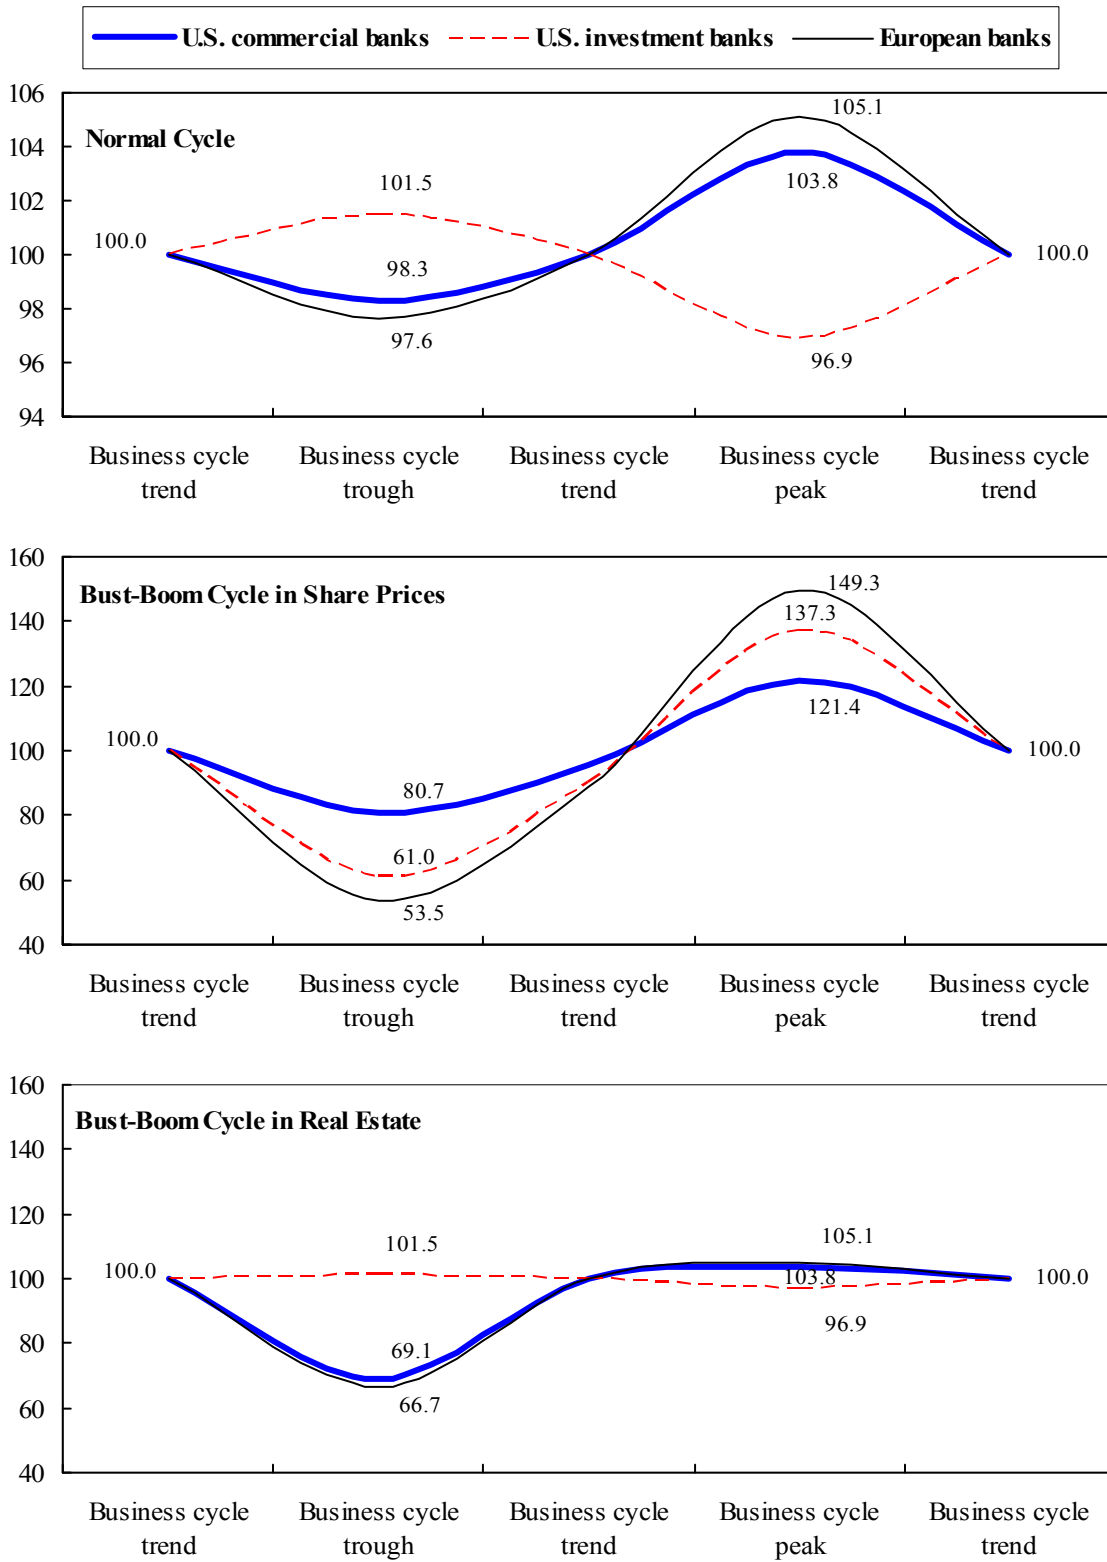 U.S. commercial banks U.S. investment banks European banks
106
104
102
100
98
96
94
Normal Cycle
105.1
103.8
101.5
100.0
98.3
97.6
96.9
100.0
Business cycle trend
Business cycle trough
Business cycle trend
Business cycle peak
Business cycle trend
160
140
120
100
80
60
40
Bust-Boom Cycle in Share Prices
149.3
137.3
121.4
100.0
80.7
61.0
53.5
100.0
Business cycle trend
Business cycle trough
Business cycle trend
Business cycle peak
Business cycle trend
160
140
120
100
80
60
40
Bust-Boom Cycle in Real Estate
101.5
105.1
100.0
103.8
100.0
96.9
69.1
66.7
Business cycle trend
Business cycle trough
Business cycle trend
Business cycle peak
Business cycle trend